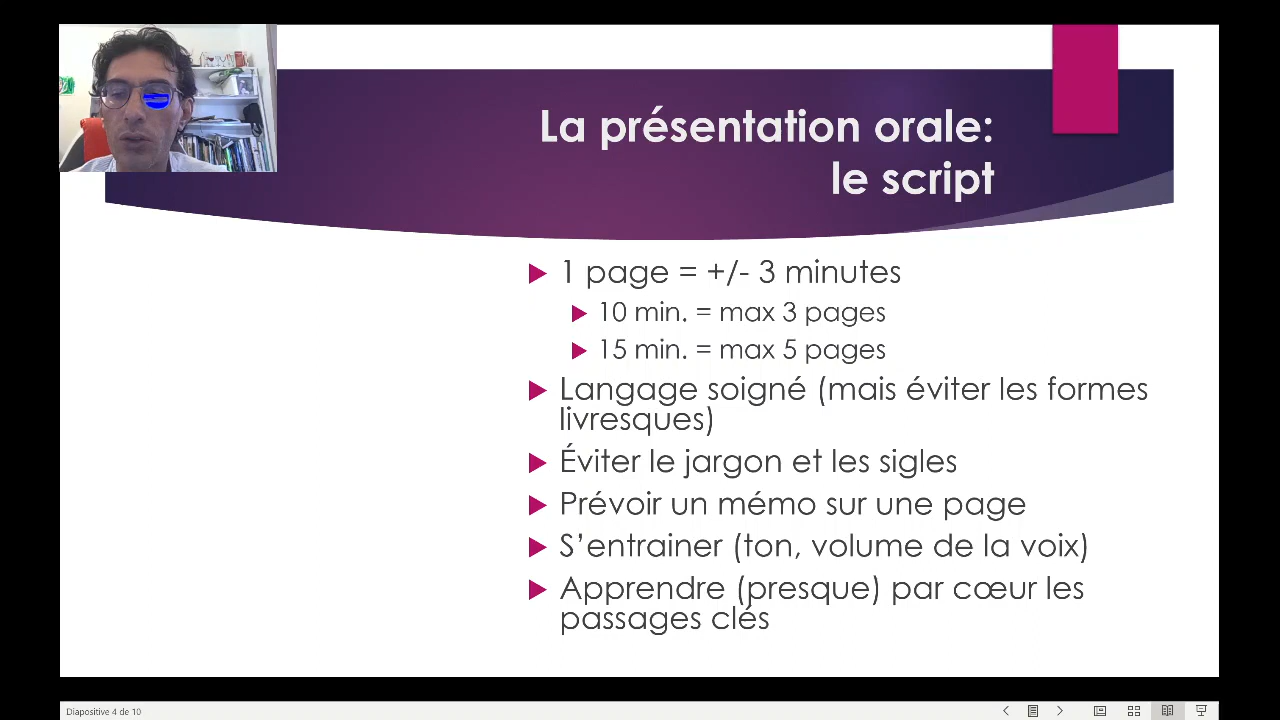 La présentation orale:
le script
1 page = +/- 3 minutes
10 min. = max 3 pages
15 min. = max 5 pages
Langage soigné (mais éviter les formes
livresques)
Éviter le jargon et les sigles
Prévoir un mémo sur une page
S’entrainer (ton, volume de la voix)
Apprendre (presque) par cœur les
passages clés
Diapositive 4 de 10